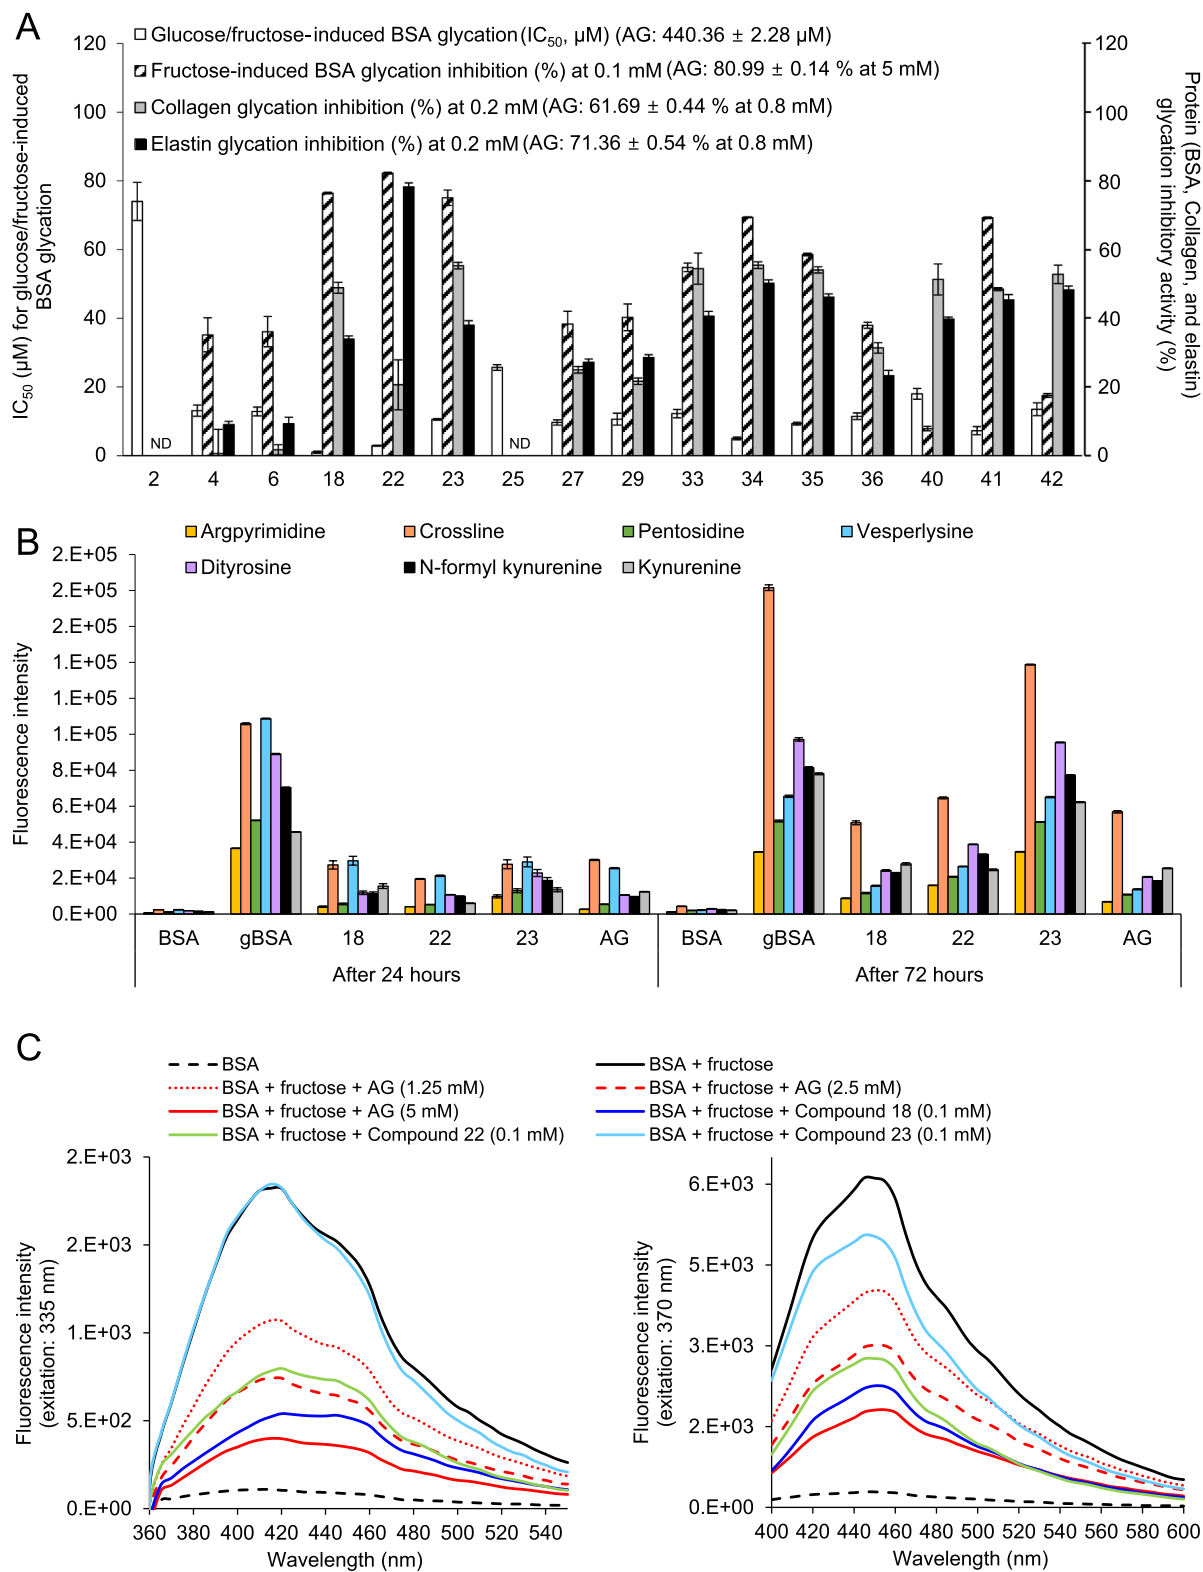 A
Glucose/fructose-induced BSA glycation (IC50, µM) (AG: 440.36 ± 2.28 µM)
Fructose-induced BSA glycation inhibition (%) at 0.1 mM (AG: 80.99 ± 0.14 % at 5 mM)
Collagen glycation inhibition (%) at 0.2 mM (AG: 61.69 ± 0.44 % at 0.8 mM)
Elastin glycation inhibition (%) at 0.2 mM (AG: 71.36 ± 0.54 % at 0.8 mM)
IC50 (µM) for glucose/fructose-induced
BSA glycation
120
100
80
60
40
20
0
Protein (BSA, Collagen, and elastin)
glycation inhibitory activity (%)
120
100
80
60
40
20
0
ND ND
2 4 6 18 22 23 25 27 29 33 34 35 36 40 41 42
B
Argpyrimidine Crossline Pentosidine Vesperlysine
Dityrosine N-formyl kynurenine Kynurenine
Fluorescence intensity
2.E+05
2.E+05
2.E+05
1.E+05
1.E+05
1.E+05
8.E+04
6.E+04
4.E+04
2.E+04
0.E+00
BSA gBSA 18 22 23 AG BSA gBSA 18 22 23 AG
After 24 hours After 72 hours
C
BSA BSA + fructose
BSA + fructose + AG (1.25 mM) BSA + fructose + AG (2.5 mM)
BSA + fructose + AG (5 mM) BSA + fructose + Compound 18 (0.1 mM)
BSA + fructose + Compound 22 (0.1 mM) BSA + fructose + Compound 23 (0.1 mM)
Fluorescence intensity
(exitation: 335 nm)
2.E+03
2.E+03
1.E+03
5.E+02
0.E+00
360 380 400 420 440 460 480 500 520 540
Wavelength (nm)
Fluorescence intensity
(exitation: 370 nm)
6.E+03
5.E+03
3.E+03
2.E+03
0.E+00
400 420 440 460 480 500 520 540 560 580 600
Wavelength (nm)